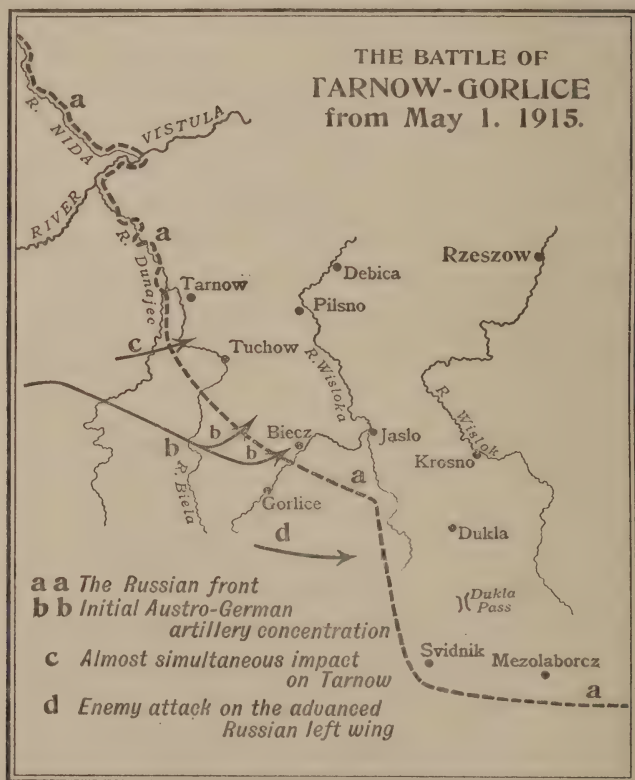 THE BATTLE OF
TARNOW-GORLICE
from May 1. 1915.
a
R. NIDA
VISTULA
RIVER
a
R. Dunajec
Tarnow
Debica
Rzeszow
Pilsno
c
Tuchow
R. Wisloka
R. Wislok
b
b
b
Biecz
Jaslo
Krosno
R. Biela
Gorlice
a
d
Dukla
Dukla
Pass
a a The Russian front
b b Initial Austro-German
artillery concentration
c Almost simultaneous impact
on Tarnow
d Enemy attack on the advanced
Russian left wing
Svidnik
Mezolaborcz
a